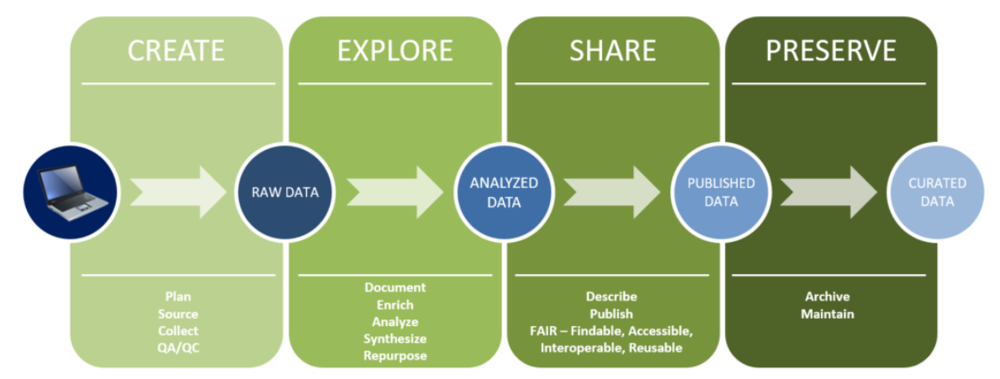 CREATE
EXPLORE
SHARE
PRESERVE
RAW DATA
ANALYZED
DATA
PUBLISHED
DATA
CURATED
DATA
Plan
Source
Collect
QA/QC
Document
Enrich
Analyze
Synthesize
Repurpose
Describe
Publish
FAIR – Findable, Accessible,
Interoperable, Reusable
Archive
Maintain